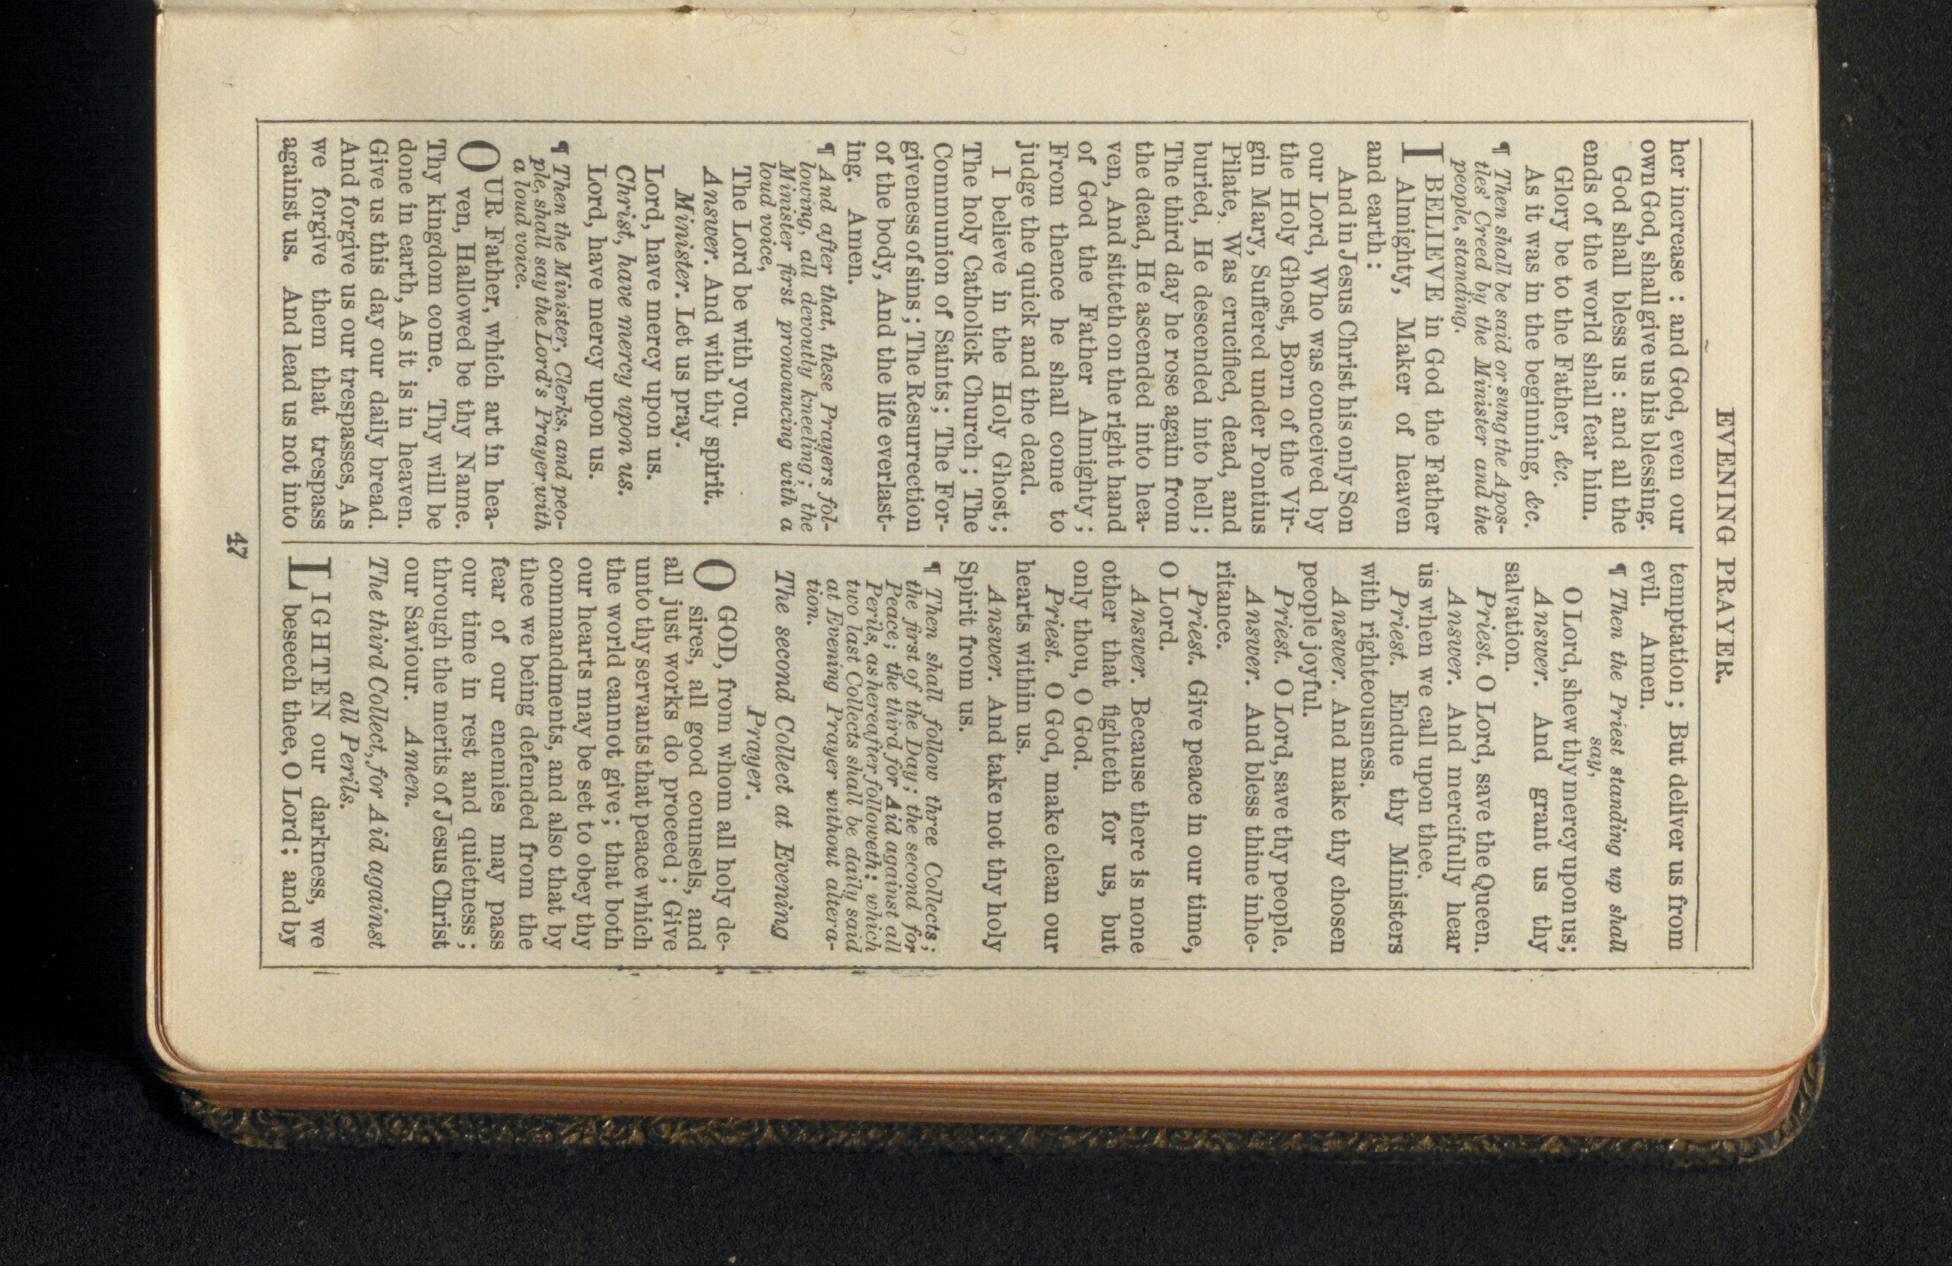 EVENING PRAYER.
her increase : and God, even our
own God, shall give us his blessing.
God shall bless us : and all the
ends of the world shall fear him.
Glory be to the Father, &c.
As it was in the beginning, &c.
¶ Then shall be said or sung the Apos-
tles' Creed by the Minister and the
people, standing.
I BELIEVE in God the Father
Almighty, Maker of heaven
and earth :
And in Jesus Christ his only Son
our Lord, Who was conceived by
the Holy Ghost, Born of the Vir-
gin Mary, Suffered under Pontius
Pilate, Was crucified, dead, and
buried, He descended into hell ;
The third day he rose again from
the dead, He ascended into hea-
ven, And sitteth on the right hand
of God the Father Almighty ;
From thence he shall come to
judge the quick and the dead.
I believe in the Holy Ghost ;
The holy Catholick Church ; The
Communion of Saints ; The For-
giveness of sins ; The Resurrection
of the body, And the life everlast-
ing. Amen.
¶ And after that, these Prayers fol-
lowing, all devoutly kneeling ; the
Minister first pronouncing with a
loud voice,
The Lord be with you.
Answer. And with thy spirit.
Minister. Let us pray.
Lord, have mercy upon us.
Christ, have mercy upon us.
Lord, have mercy upon us.
¶ Then the Minister, Clerks, and peo-
ple, shall say the Lord's Prayer with
a loud voice.
OUR Father, which art in hea-
ven, Hallowed be thy Name.
Thy kingdom come. Thy will be
done in earth, As it is in heaven.
Give us this day our daily bread.
And forgive us our trespasses, As
we forgive them that trespass
against us. And lead us not into
temptation ; But deliver us from
evil. Amen.
¶ Then the Priest standing up shall
say,
O Lord, shew thy mercy upon us ;
Answer. And grant us thy
salvation.
Priest. O Lord, save the Queen.
Answer. And mercifully hear
us when we call upon thee.
Priest. Endue thy Ministers
with righteousness.
Answer. And make thy chosen
people joyful.
Priest. O Lord, save thy people.
Answer. And bless thine inhe-
ritance.
Priest. Give peace in our time,
O Lord.
Answer. Because there is none
other that fighteth for us, but
only thou, O God.
Priest. O God, make clean our
hearts within us.
Answer. And take not thy holy
Spirit from us.
¶ Then shall follow three Collects ;
the first of the Day ; the second for
Peace ; the third for Aid against all
Perils, as hereafter followeth : which
two last Collects shall be daily said
at Evening Prayer without altera-
tion.
The second Collect at Evening
Prayer.
O GOD, from whom all holy de-
sires, all good counsels, and
all just works do proceed ; Give
unto thy servants that peace which
the world cannot give ; that both
our hearts may be set to obey thy
commandments, and also that by
thee we being defended from the
fear of our enemies may pass
our time in rest and quietness ;
through the merits of Jesus Christ
our Saviour. Amen.
The third Collect, for Aid against
all Perils.
LIGHTEN our darkness, we
beseech thee, O Lord ; and by
47